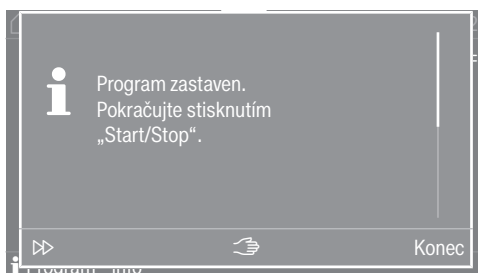 Program zastaven.
Pokračujte stisknutím
„Start/Stop“.
Konec